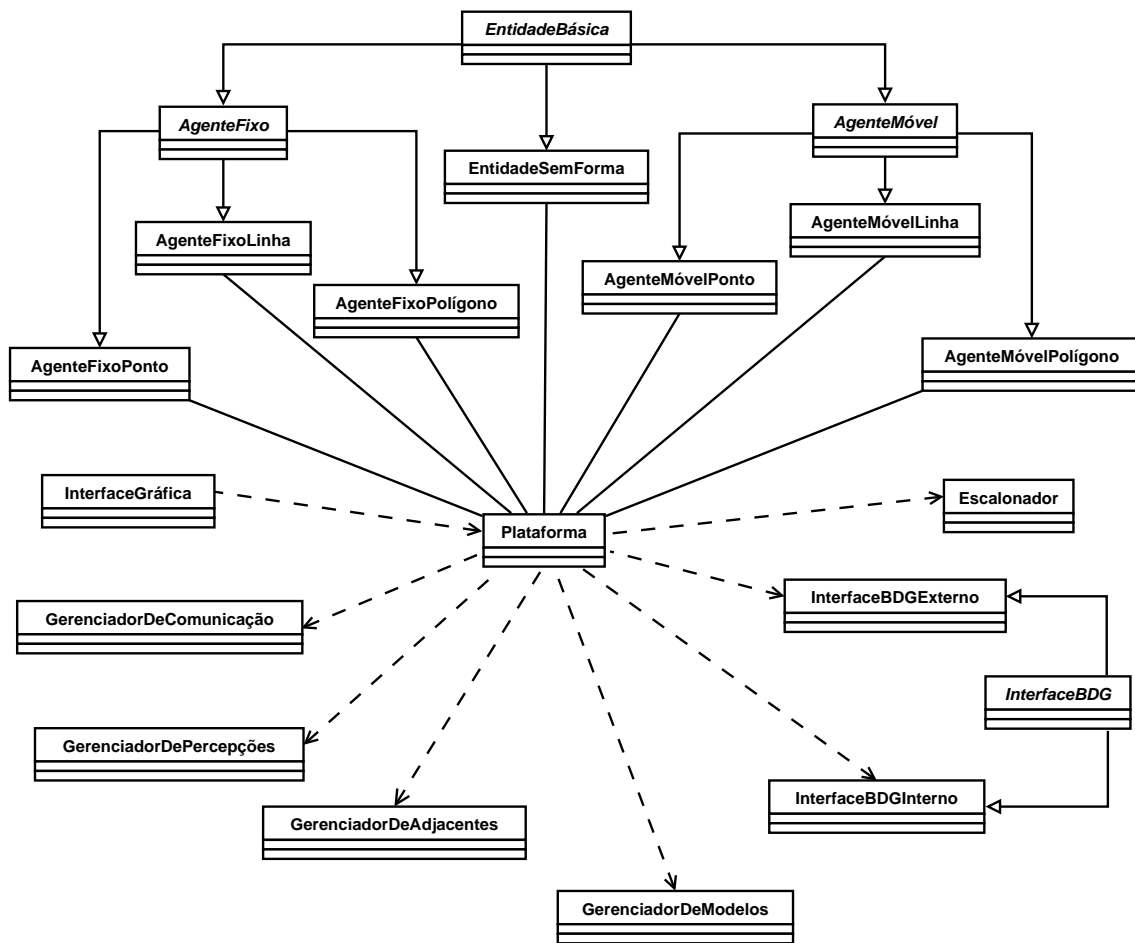 EntidadeBásica
AgenteFixo
AgenteMóvel
EntidadeSemForma
AgenteFixoLinha
AgenteMóvelLinha
AgenteMóvelPonto
AgenteFixoPolígono
AgenteFixoPonto
AgenteMóvelPolígono
InterfaceGráfica
Escalonador
Plataforma
InterfaceBDGExterno
GerenciadorDeComunicação
InterfaceBDG
GerenciadorDePercepções
InterfaceBDGInterno
GerenciadorDeAdjacentes
GerenciadorDeModelos